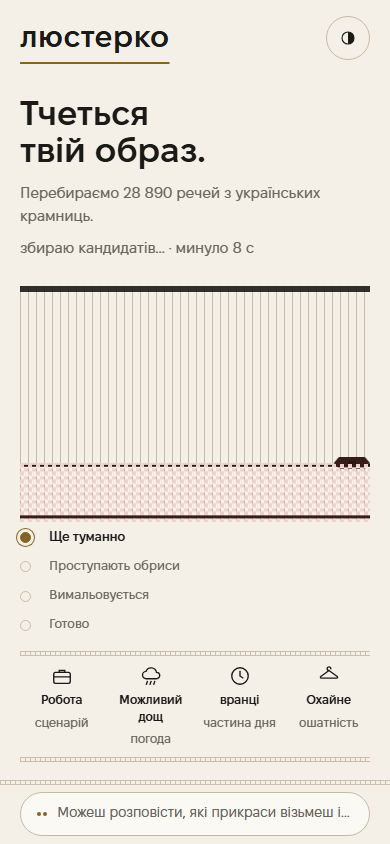 люстерко
Тчеться
твій образ.
Перебираємо 28 890 речей з українських
крамниць.
збираю кандидатів... · минуло 8 с
Ще туманно
Проступають обриси
Вимальовується
Готово
Робота
сценарій
Можливий
дощ
погода
вранці
частина дня
Охайне
ошатність
Можеш розповісти, які прикраси візьмеш і...